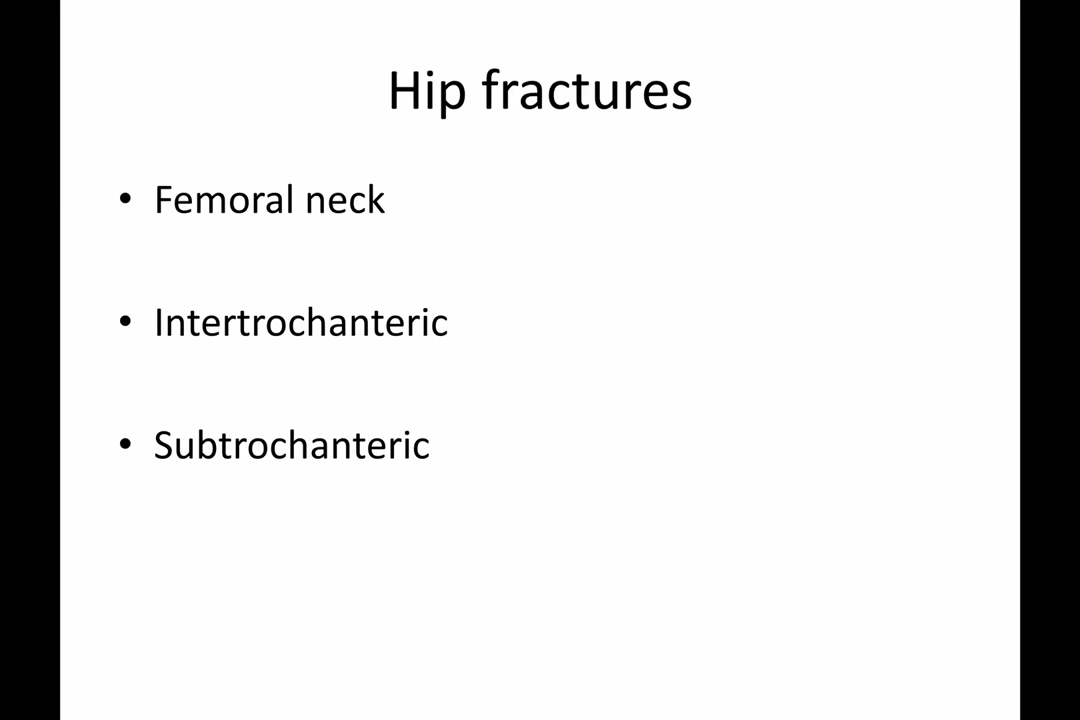 Hip fractures
• Femoral neck
• Intertrochanteric
• Subtrochanteric